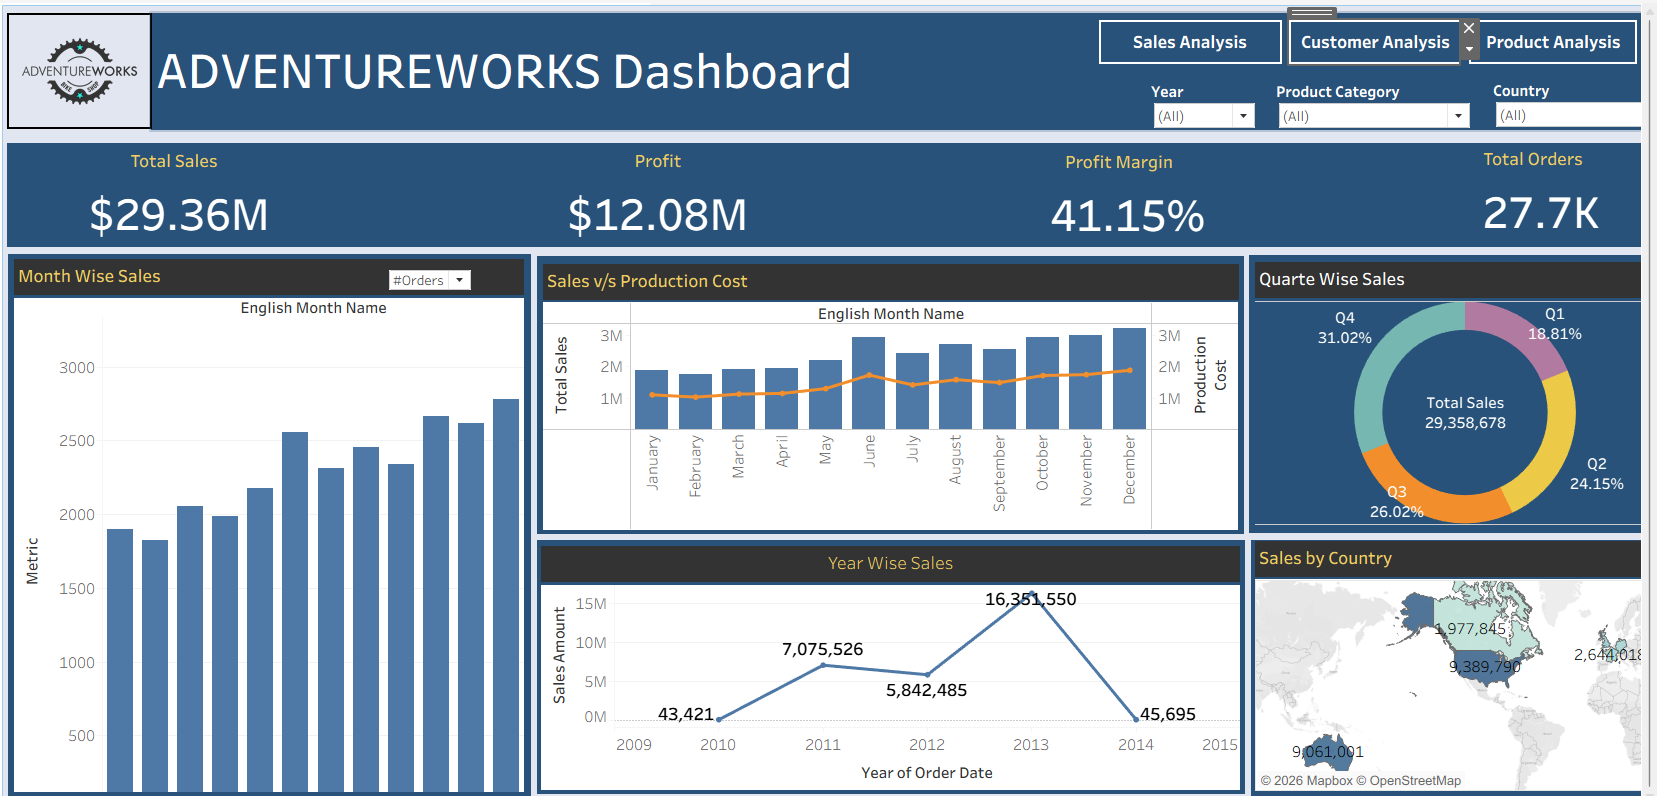 ADVENTUREWORKS
BIKE SHOP
ADVENTUREWORKS Dashboard
Sales Analysis
Customer Analysis
Product Analysis
Year
Product Category
Country
(All)
(All)
(All)
Total Sales
Profit
Profit Margin
Total Orders
$29.36M
$12.08M
41.15%
27.7K
Month Wise Sales
#Orders
English Month Name
3000
2500
2000
1500
1000
500
Metric
Sales v/s Production Cost
English Month Name
Total Sales
3M
2M
1M
3M
2M
1M
Production
Cost
January
February
March
April
May
June
July
August
September
October
November
December
Quarte Wise Sales
Q4
31.02%
Q1
18.81%
Total Sales
29,358,678
Q2
24.15%
Q3
26.02%
Year Wise Sales
Sales Amount
15M
10M
5M
0M
43,421
7,075,526
5,842,485
16,351,550
45,695
2009
2010
2011
2012
2013
2014
2015
Year of Order Date
Sales by Country
1,977,845
2,644,018
9,389,790
9,061,001
© 2026 Mapbox © OpenStreetMap